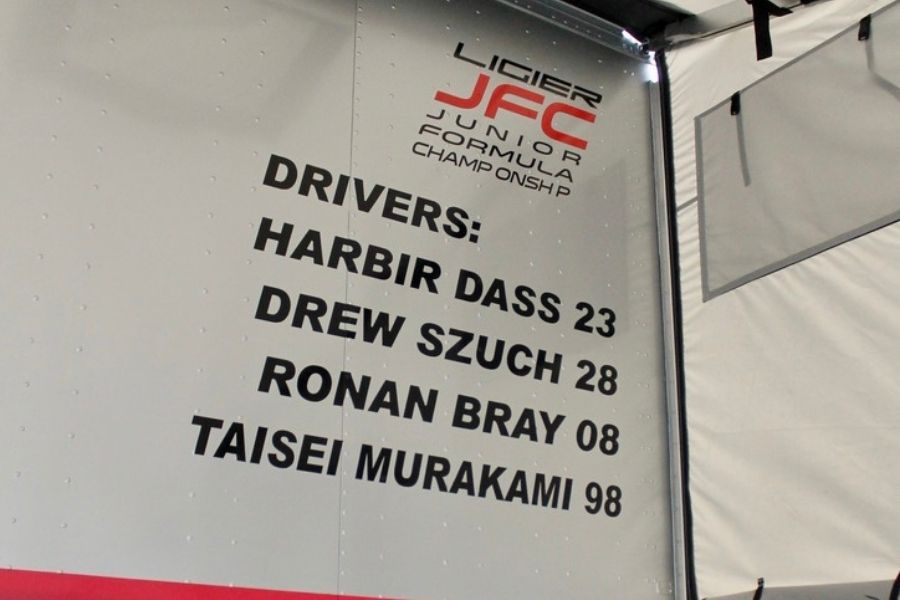 LIGIER
JFC
JUNIOR
FORMULA
CHAMP ONSH P
DRIVERS:
HARBIR DASS 23
DREW SZUCH 28
RONAN BRAY 08
TAISEI MURAKAMI 98